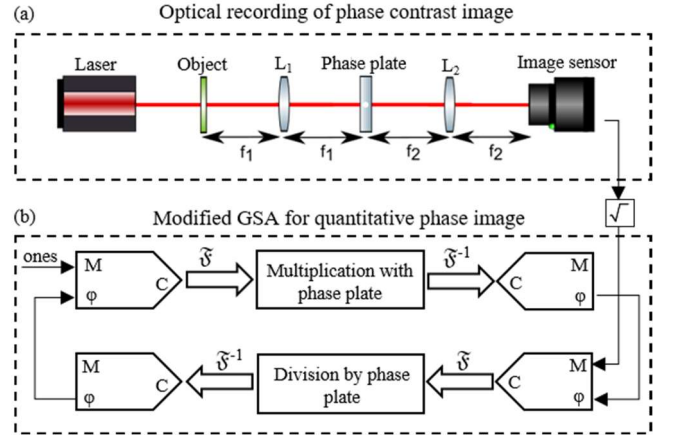 (a) Optical recording of phase contrast image
Laser Object L₁ Phase plate L₂ Image sensor
f₁ f₁ f₂ f₂
(b) Modified GSA for quantitative phase image
√
ones
M φ C
𝔉
Multiplication with
phase plate
𝔉⁻¹
C M φ
M φ C
𝔉⁻¹
Division by phase
plate
𝔉
C M φ